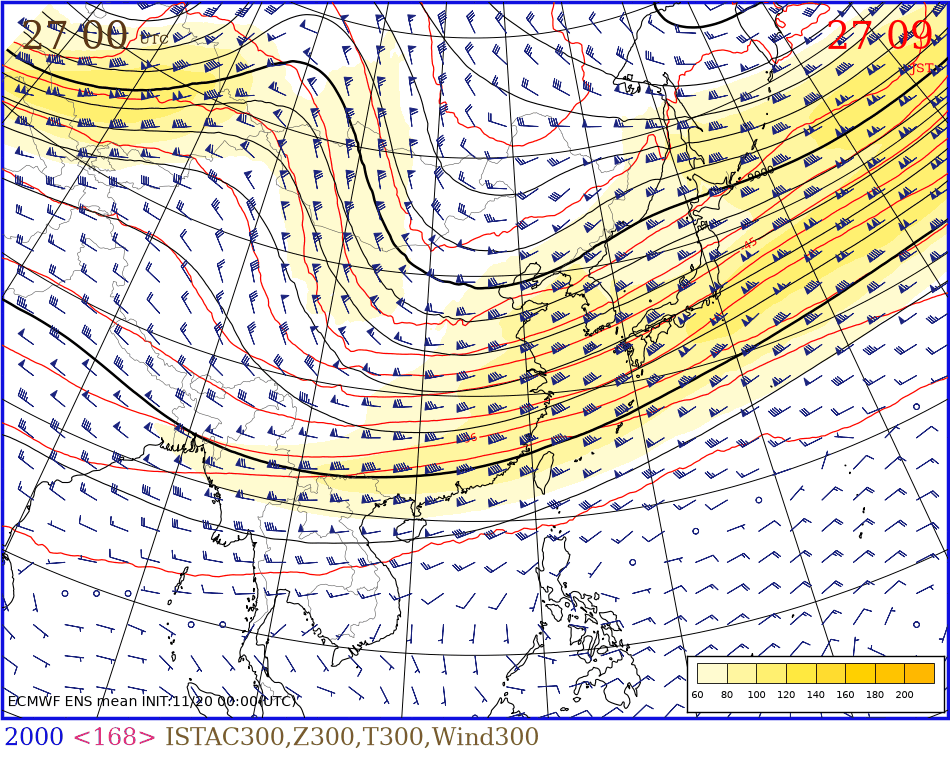 27 00 UTC
27 09
JST
9000
-45
ECMWF ENS mean INIT:11/20 00:00(UTC)
60 80 100 120 140 160 180 200
2000 <168> ISTAC300,Z300,T300,Wind300